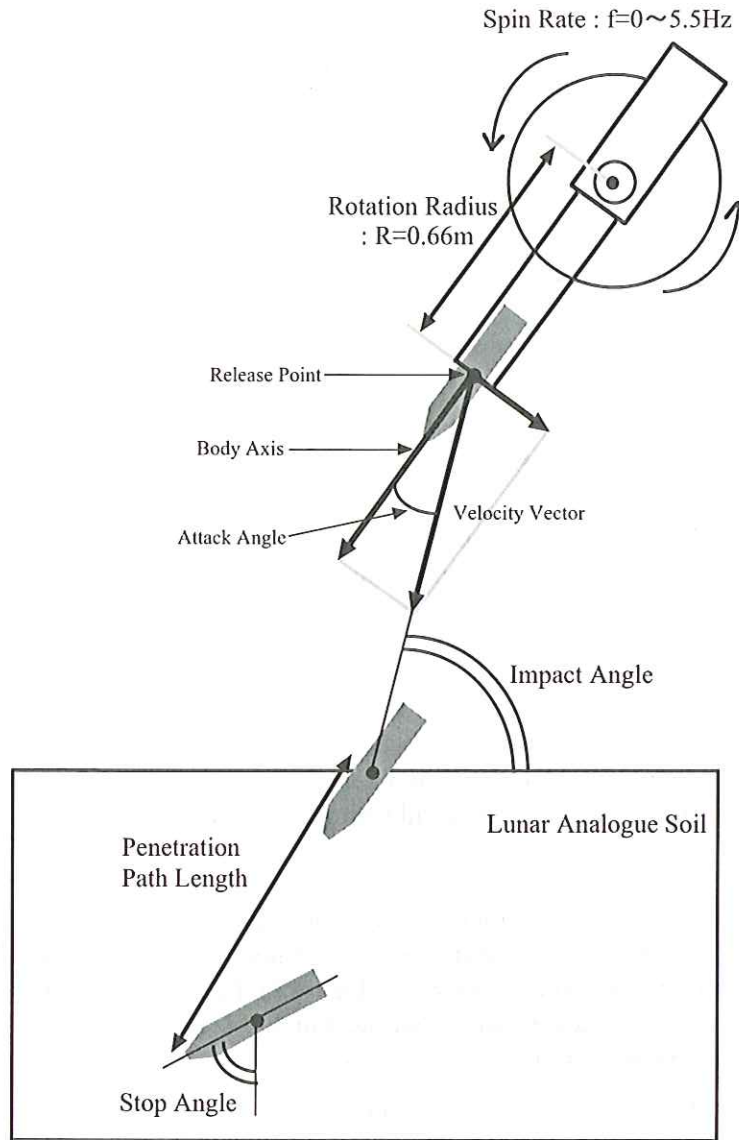 Spin Rate : f=0～5.5Hz
Rotation Radius
: R=0.66m
Release Point
Body Axis
Attack Angle
Velocity Vector
Impact Angle
Lunar Analogue Soil
Penetration
Path Length
Stop Angle